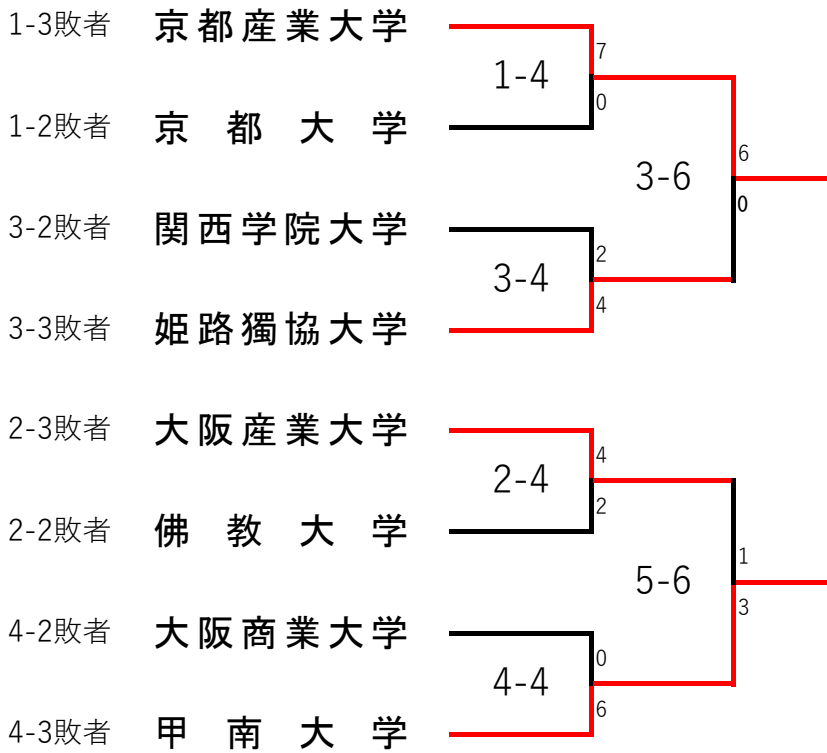 1-3敗者 京都産業大学
7
1-4
0
1-2敗者 京都大学
6
3-6
0
3-2敗者 関西学院大学
2
3-4
4
3-3敗者 姫路獨協大学
2-3敗者 大阪産業大学
4
2-4
2
2-2敗者 佛教大学
1
5-6
3
4-2敗者 大阪商業大学
0
4-4
6
4-3敗者 甲南大学